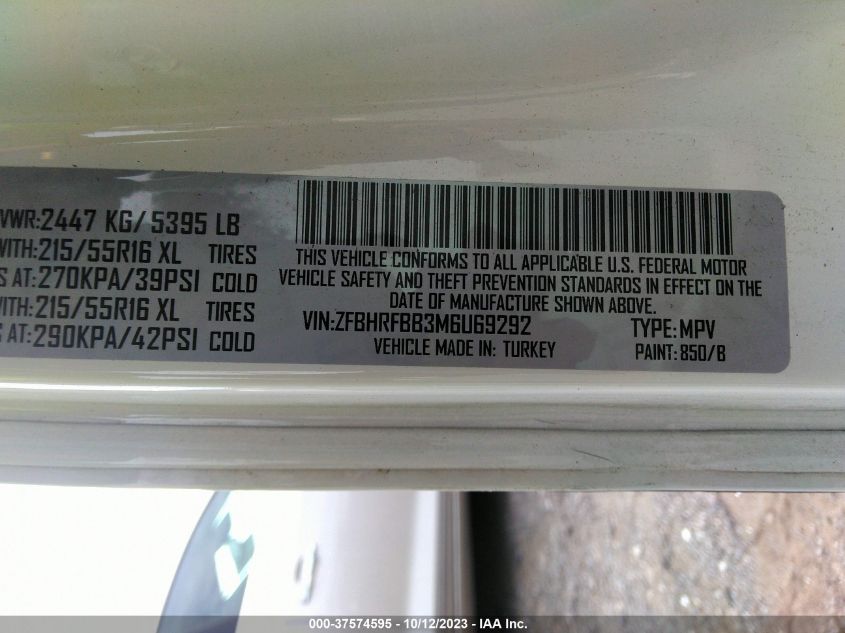 VWR:2447 KG/ 5395 LB
WITH:215/55R16 XL TIRES
S AT:270KPA/39PSI COLD
WITH:215/55R16 XL TIRES
S AT:290KPA/42PSI COLD
THIS VEHICLE CONFORMS TO ALL APPLICABLE U.S. FEDERAL MOTOR
VEHICLE SAFETY AND THEFT PREVENTION STANDARDS IN EFFECT ON THE
DATE OF MANUFACTURE SHOWN ABOVE.
VIN:ZFBHRFBB3M6U69292 TYPE: MPV
VEHICLE MADE IN: TURKEY PAINT: 850/B
000-37574595 - 10/12/2023 - IAA Inc.